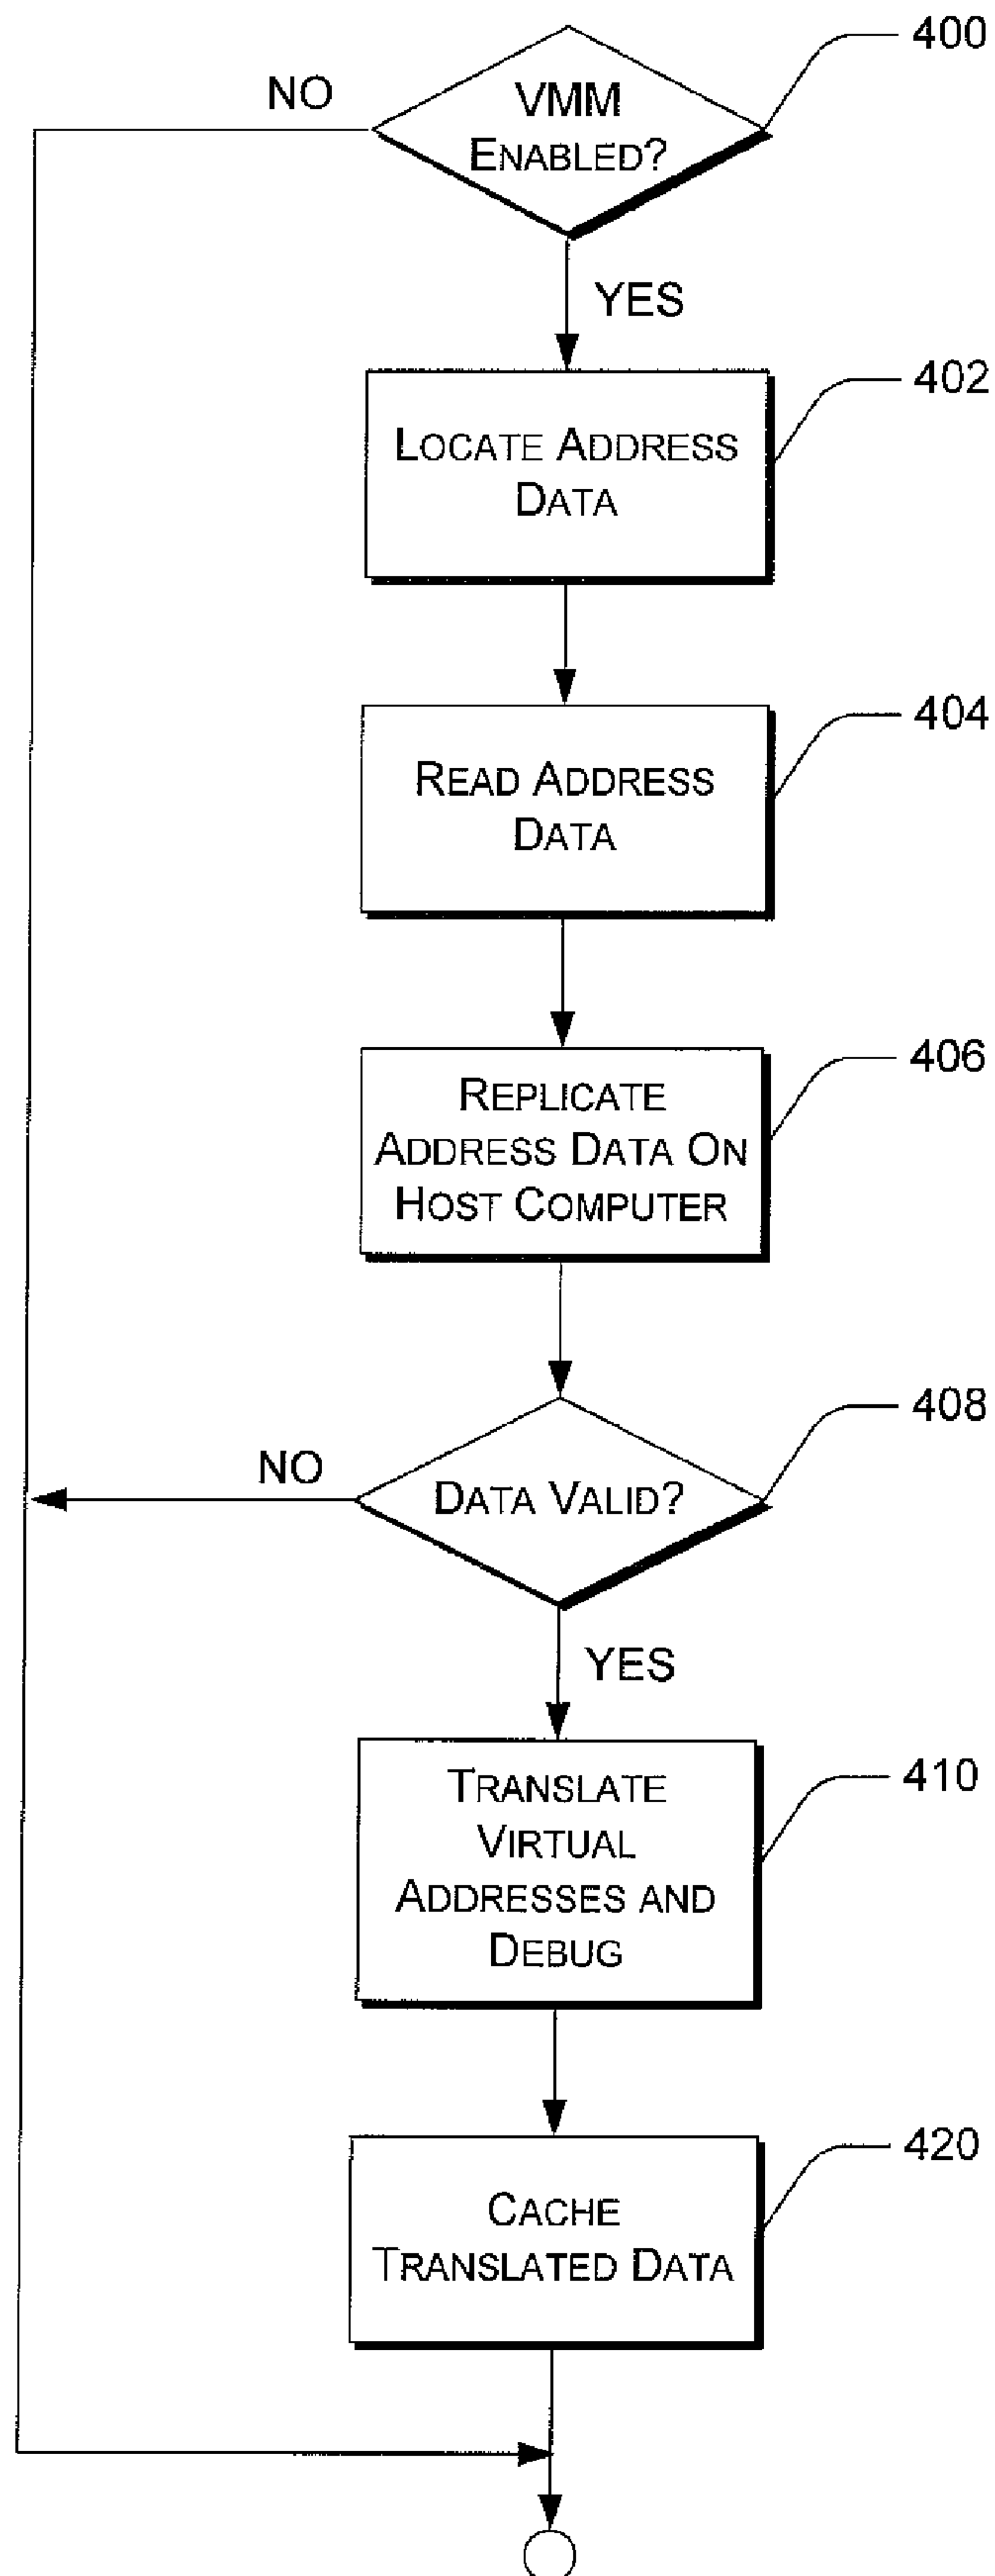 400
NO
VMM
ENABLED?
YES
402
LOCATE ADDRESS
DATA
404
READ ADDRESS
DATA
406
REPLICATE
ADDRESS DATA ON
HOST COMPUTER
408
NO
DATA VALID?
YES
410
TRANSLATE
VIRTUAL
ADDRESSES AND
DEBUG
420
CACHE
TRANSLATED DATA